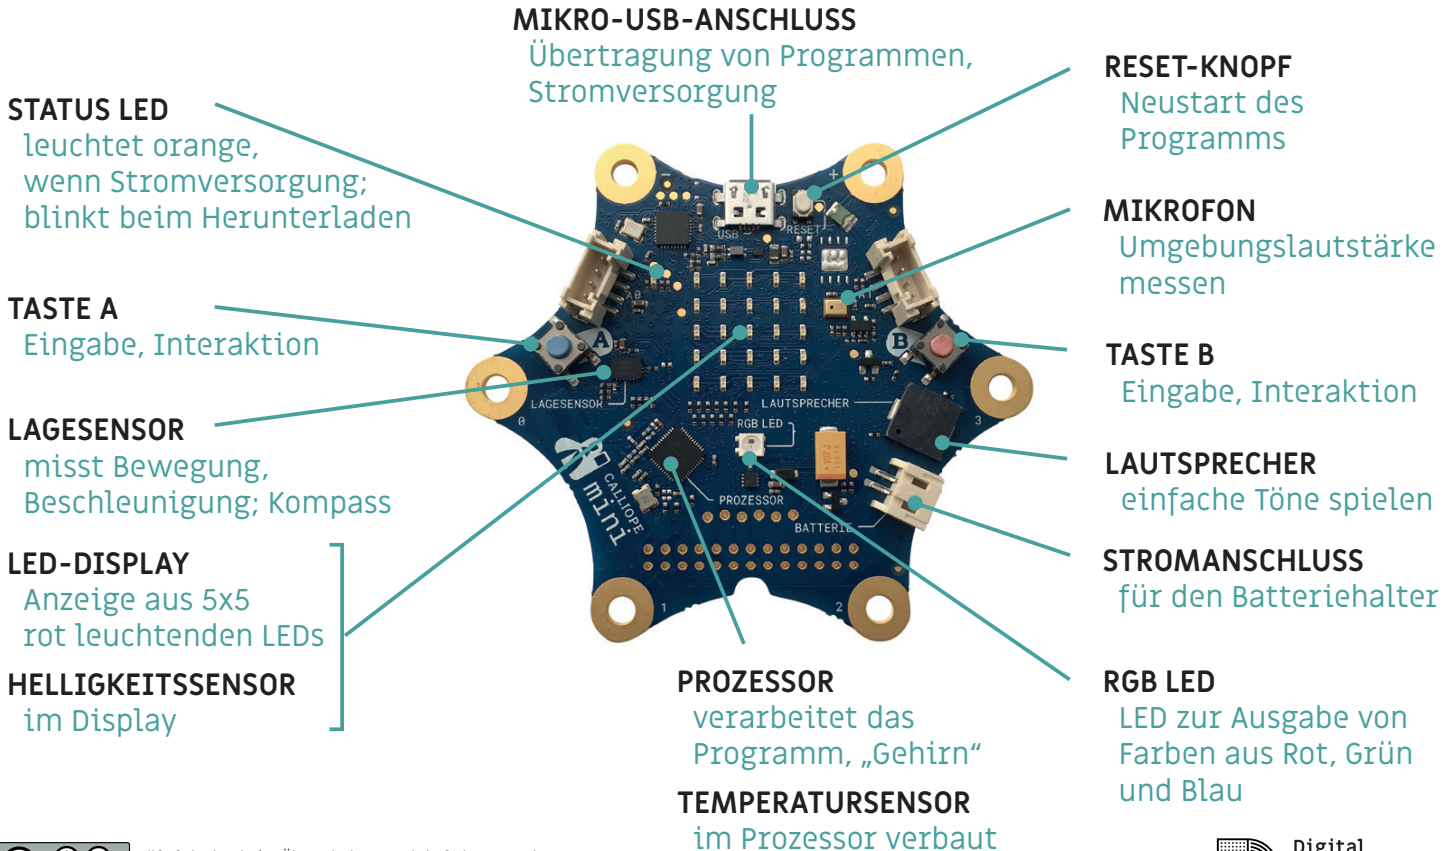 MIKRO-USB-ANSCHLUSS
Übertragung von Programmen,
Stromversorgung
RESET-KNOPF
Neustart des
Programms
STATUS LED
leuchtet orange,
wenn Stromversorgung;
blinkt beim Herunterladen
MIKROFON
Umgebungslautstärke
messen
TASTE A
Eingabe, Interaktion
TASTE B
Eingabe, Interaktion
LAGESENSOR
misst Bewegung,
Beschleunigung; Kompass
LAUTSPRECHER
einfache Töne spielen
LED-DISPLAY
Anzeige aus 5x5
rot leuchtenden LEDs
STROMANSCHLUSS
für den Batteriehalter
HELLIGKEITSSENSOR
im Display
PROZESSOR
verarbeitet das
Programm, „Gehirn“
RGB LED
LED zur Ausgabe von
Farben aus Rot, Grün
und Blau
TEMPERATURSENSOR
im Prozessor verbaut
- +
USB
RESET
A0
A1
A
B
LAGESENSOR
LAUTSPRECHER
0
3
RGB LED
107J
PROZESSOR
CALLIOPE
mini
BATTERIE
1
2
Digital